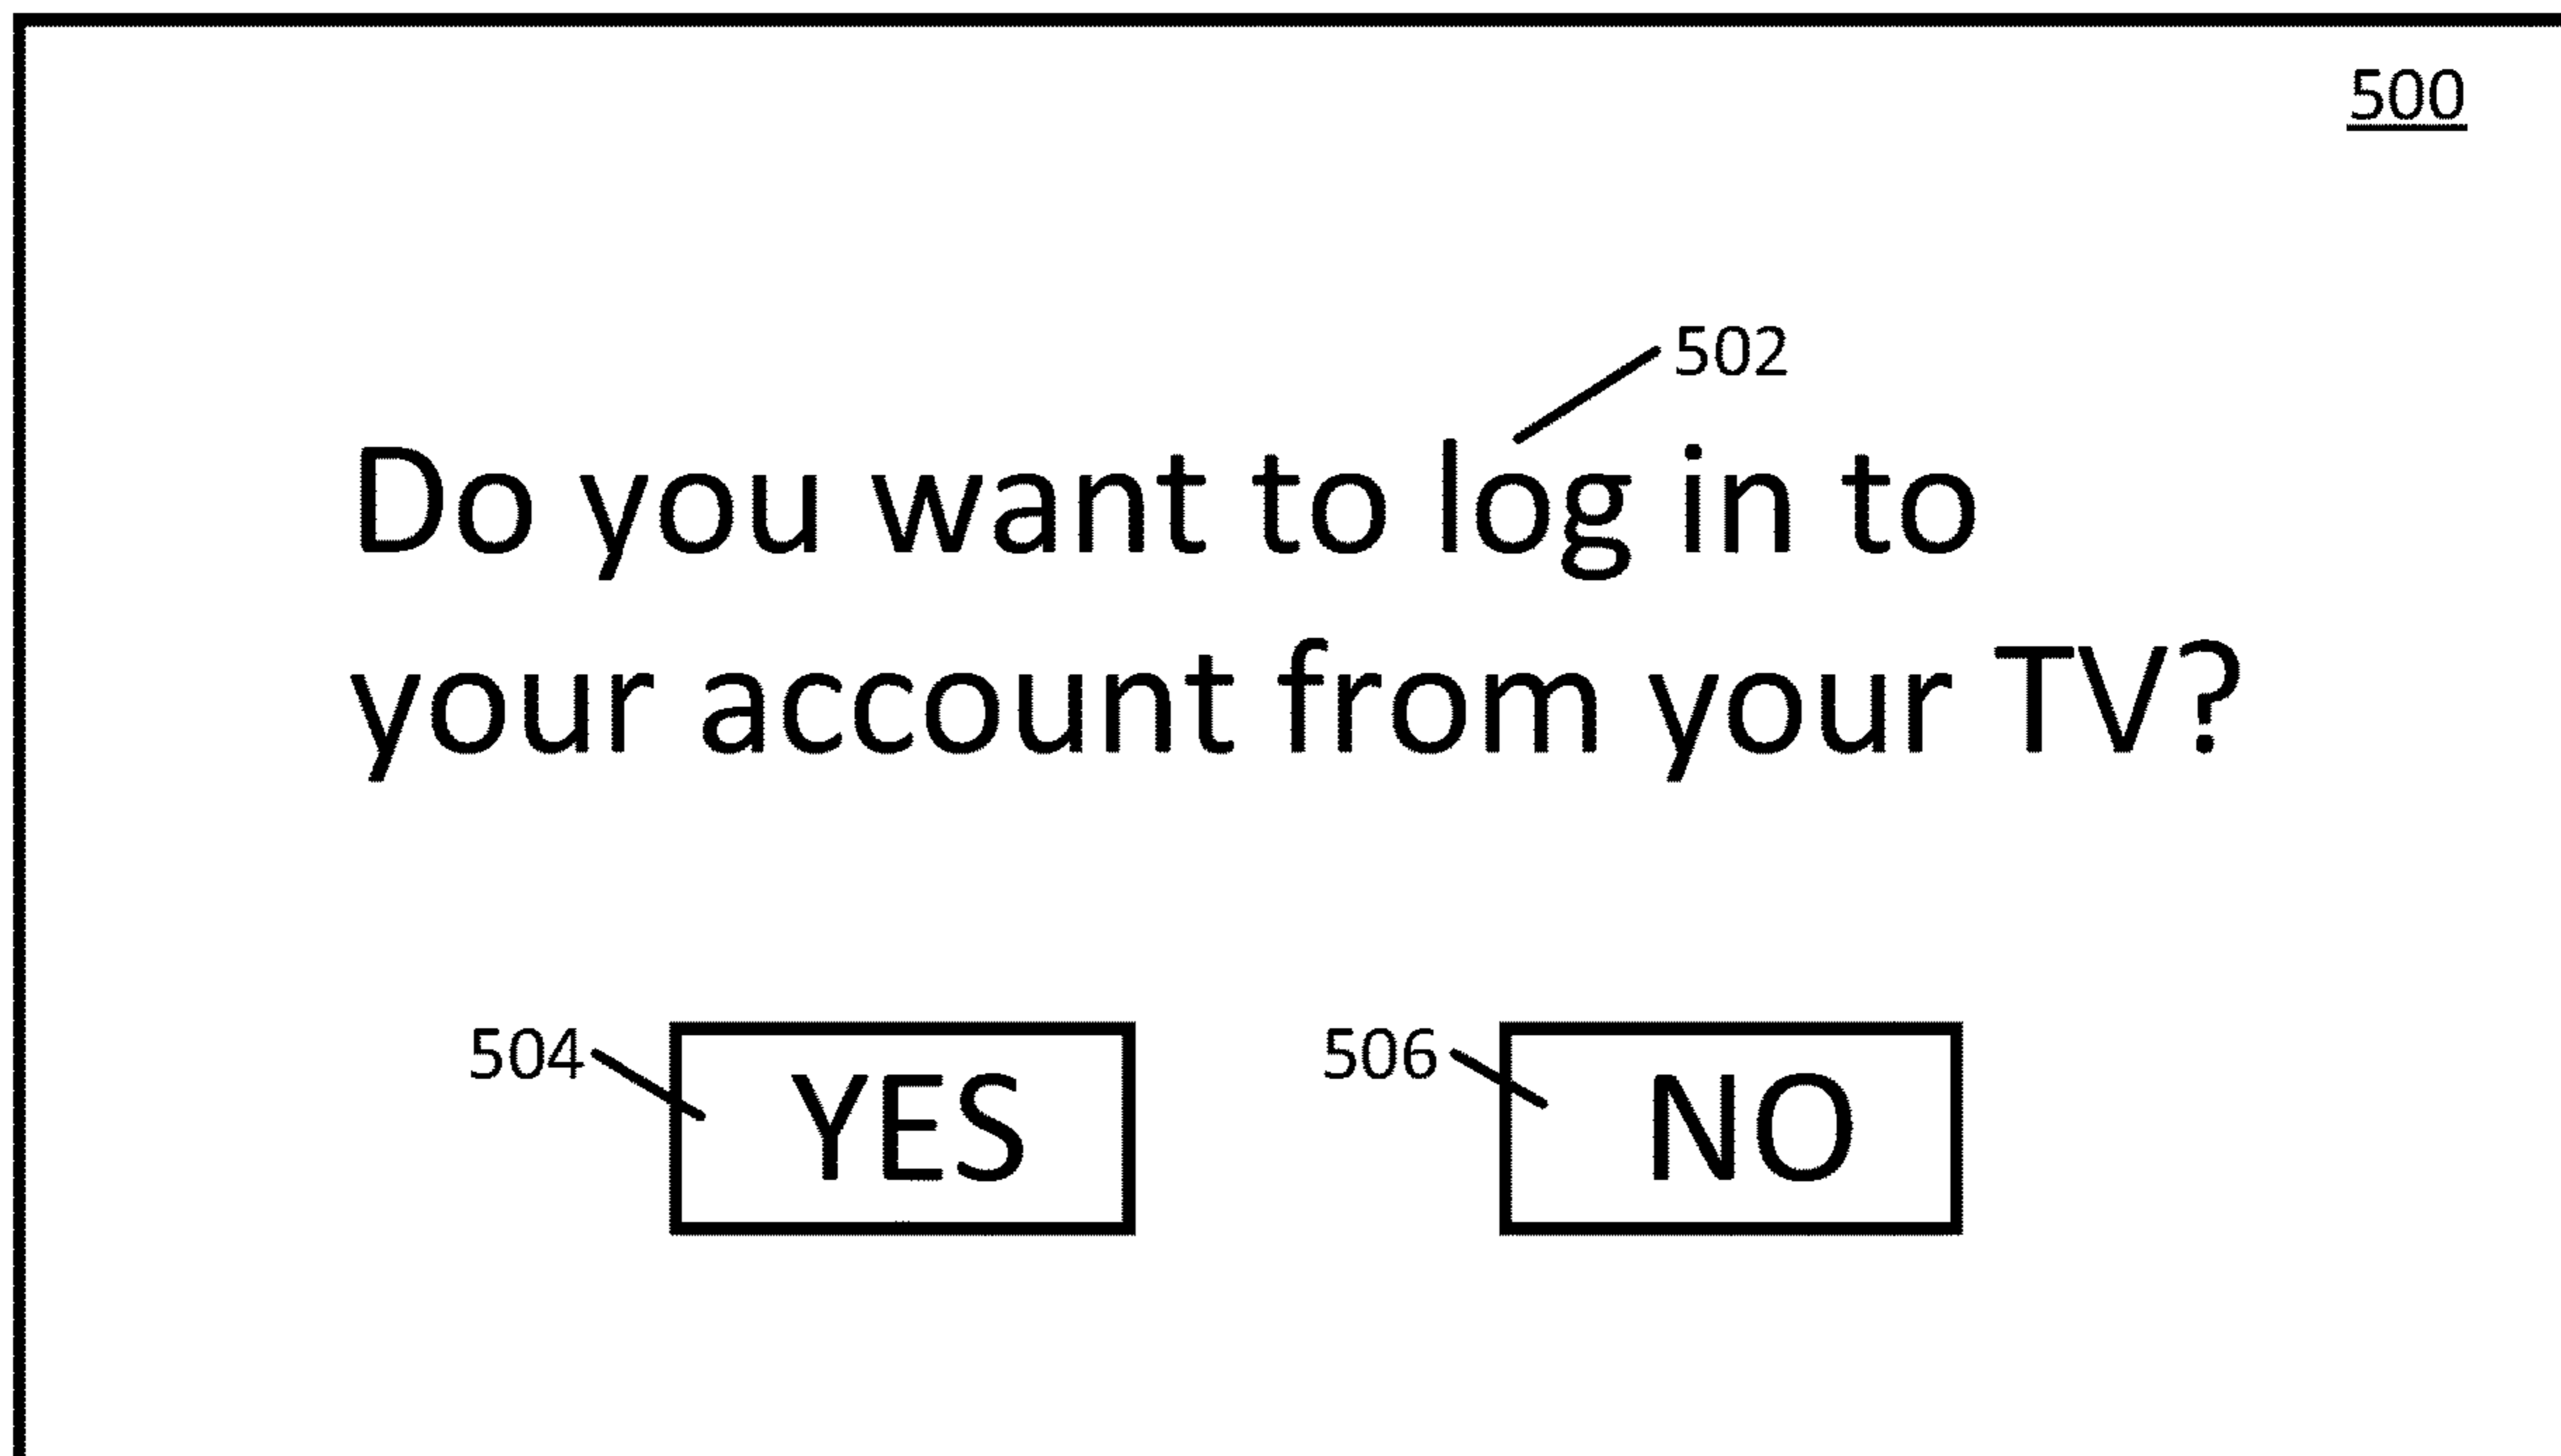 500
502
Do you want to log in to
your account from your TV?
504 YES 506 NO